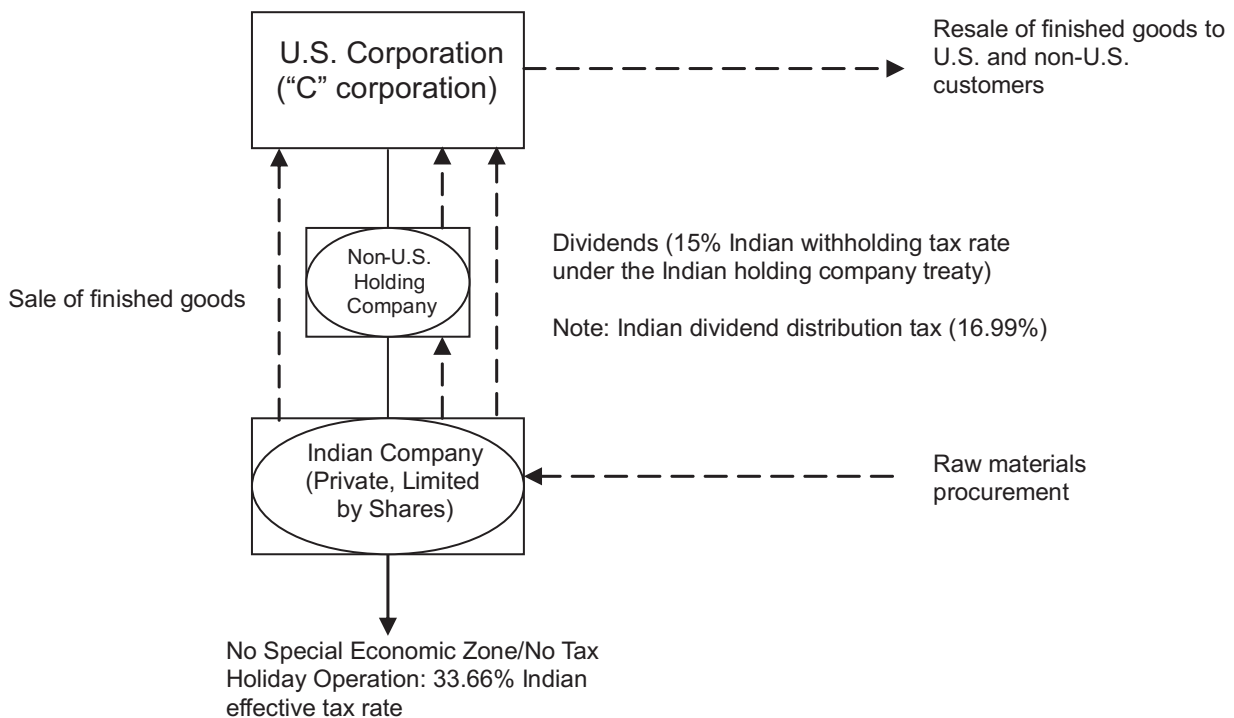 U.S. Corporation
(“C” corporation)
Resale of finished goods to
U.S. and non-U.S.
customers
Non-U.S.
Holding
Company
Dividends (15% Indian withholding tax rate
under the Indian holding company treaty)
Sale of finished goods
Note: Indian dividend distribution tax (16.99%)
Indian Company
(Private, Limited
by Shares)
Raw materials
procurement
No Special Economic Zone/No Tax
Holiday Operation: 33.66% Indian
effective tax rate